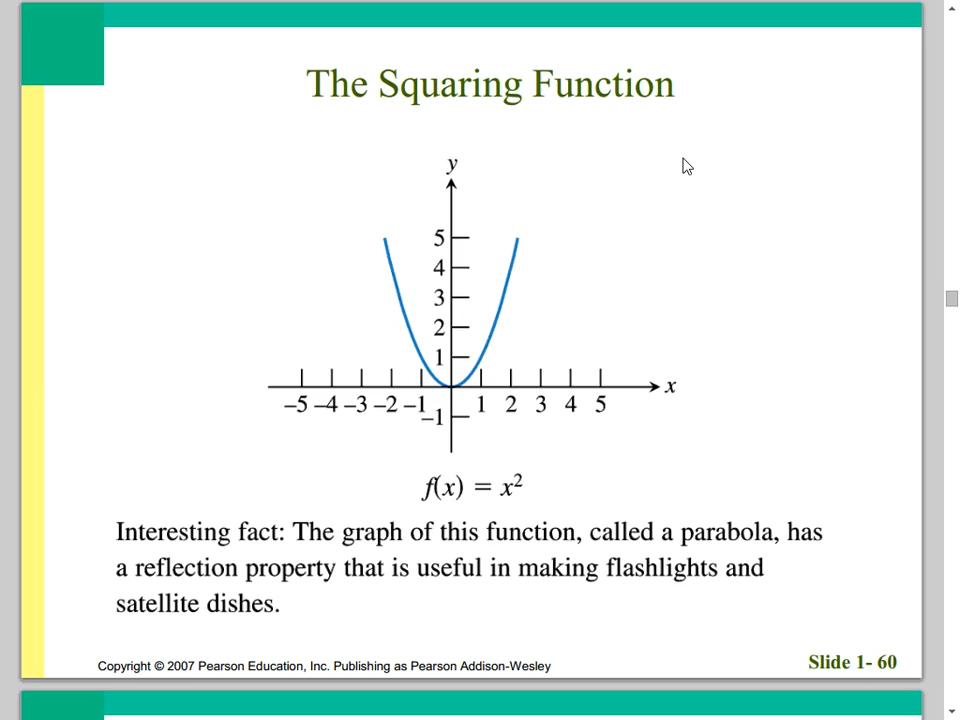 The Squaring Function
y
5
4
3
2
1
x
–5 –4 –3 –2 –1 1 2 3 4 5
–1
f(x) = x²
Interesting fact: The graph of this function, called a parabola, has
a reflection property that is useful in making flashlights and
satellite dishes.
Copyright © 2007 Pearson Education, Inc. Publishing as Pearson Addison-Wesley
Slide 1- 60